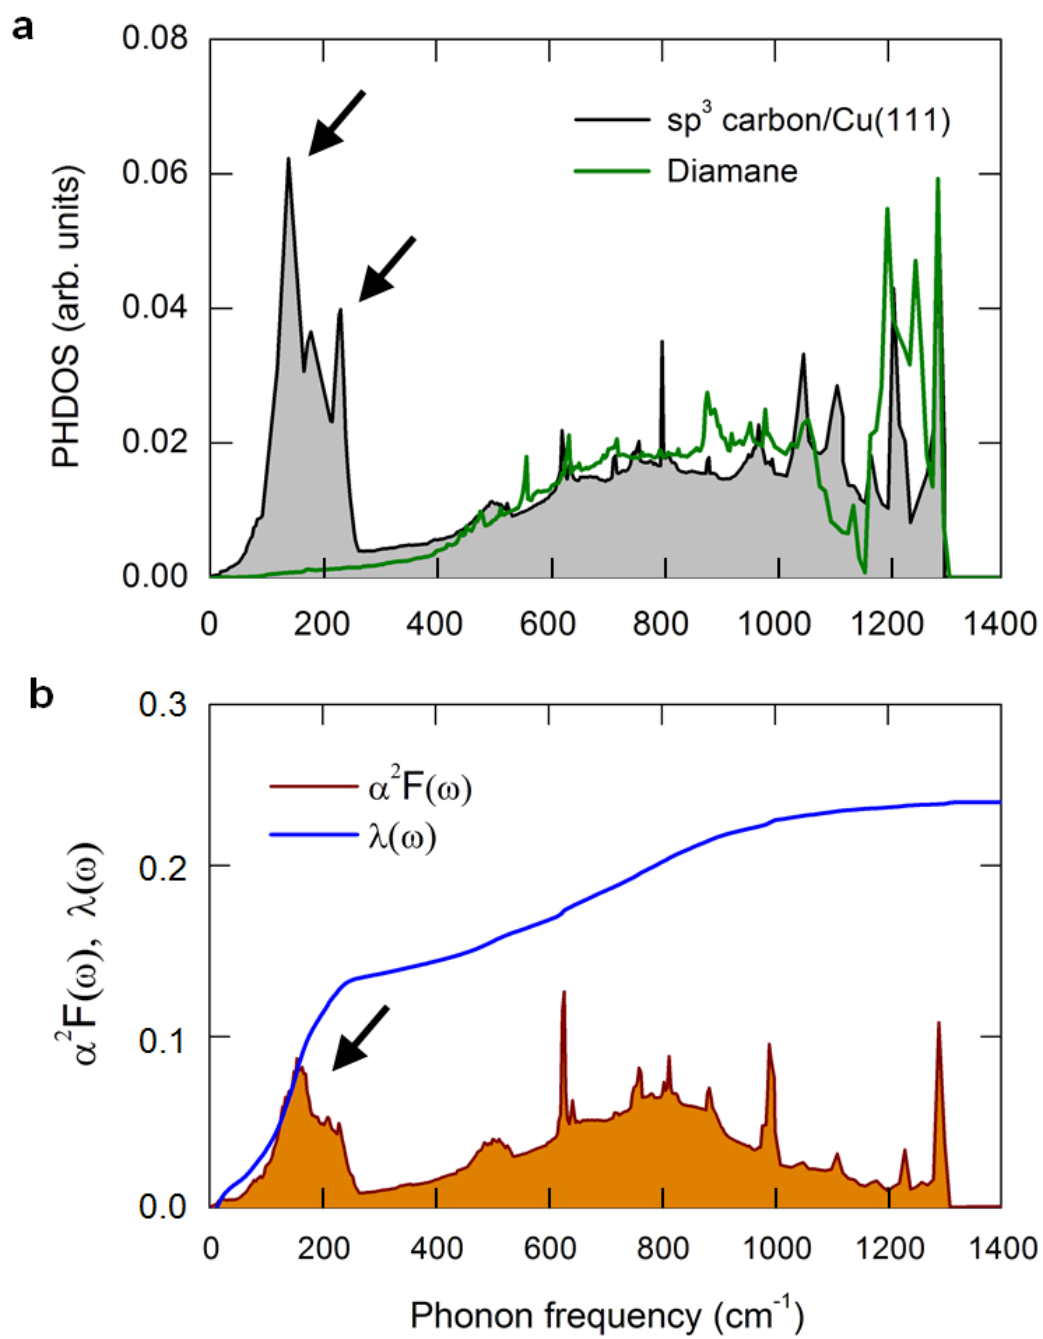 a
0.08
0.06
0.04
0.02
0.00
PHDOS (arb. units)
sp³ carbon/Cu(111)
Diamane
0 200 400 600 800 1000 1200 1400
b
0.3
0.2
0.1
0.0
α²F(ω), λ(ω)
α²F(ω)
λ(ω)
0 200 400 600 800 1000 1200 1400
Phonon frequency (cm⁻¹)